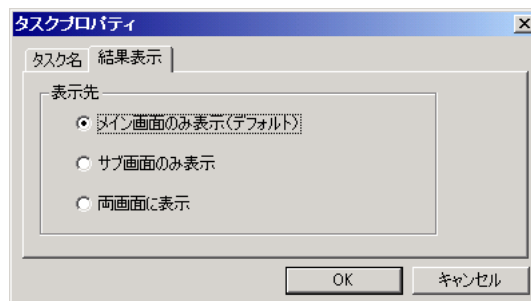 タスクプロパティ
タスク名 結果表示
表示先
メイン画面のみ表示(デフォルト)
サブ画面のみ表示
両画面に表示
OK キャンセル